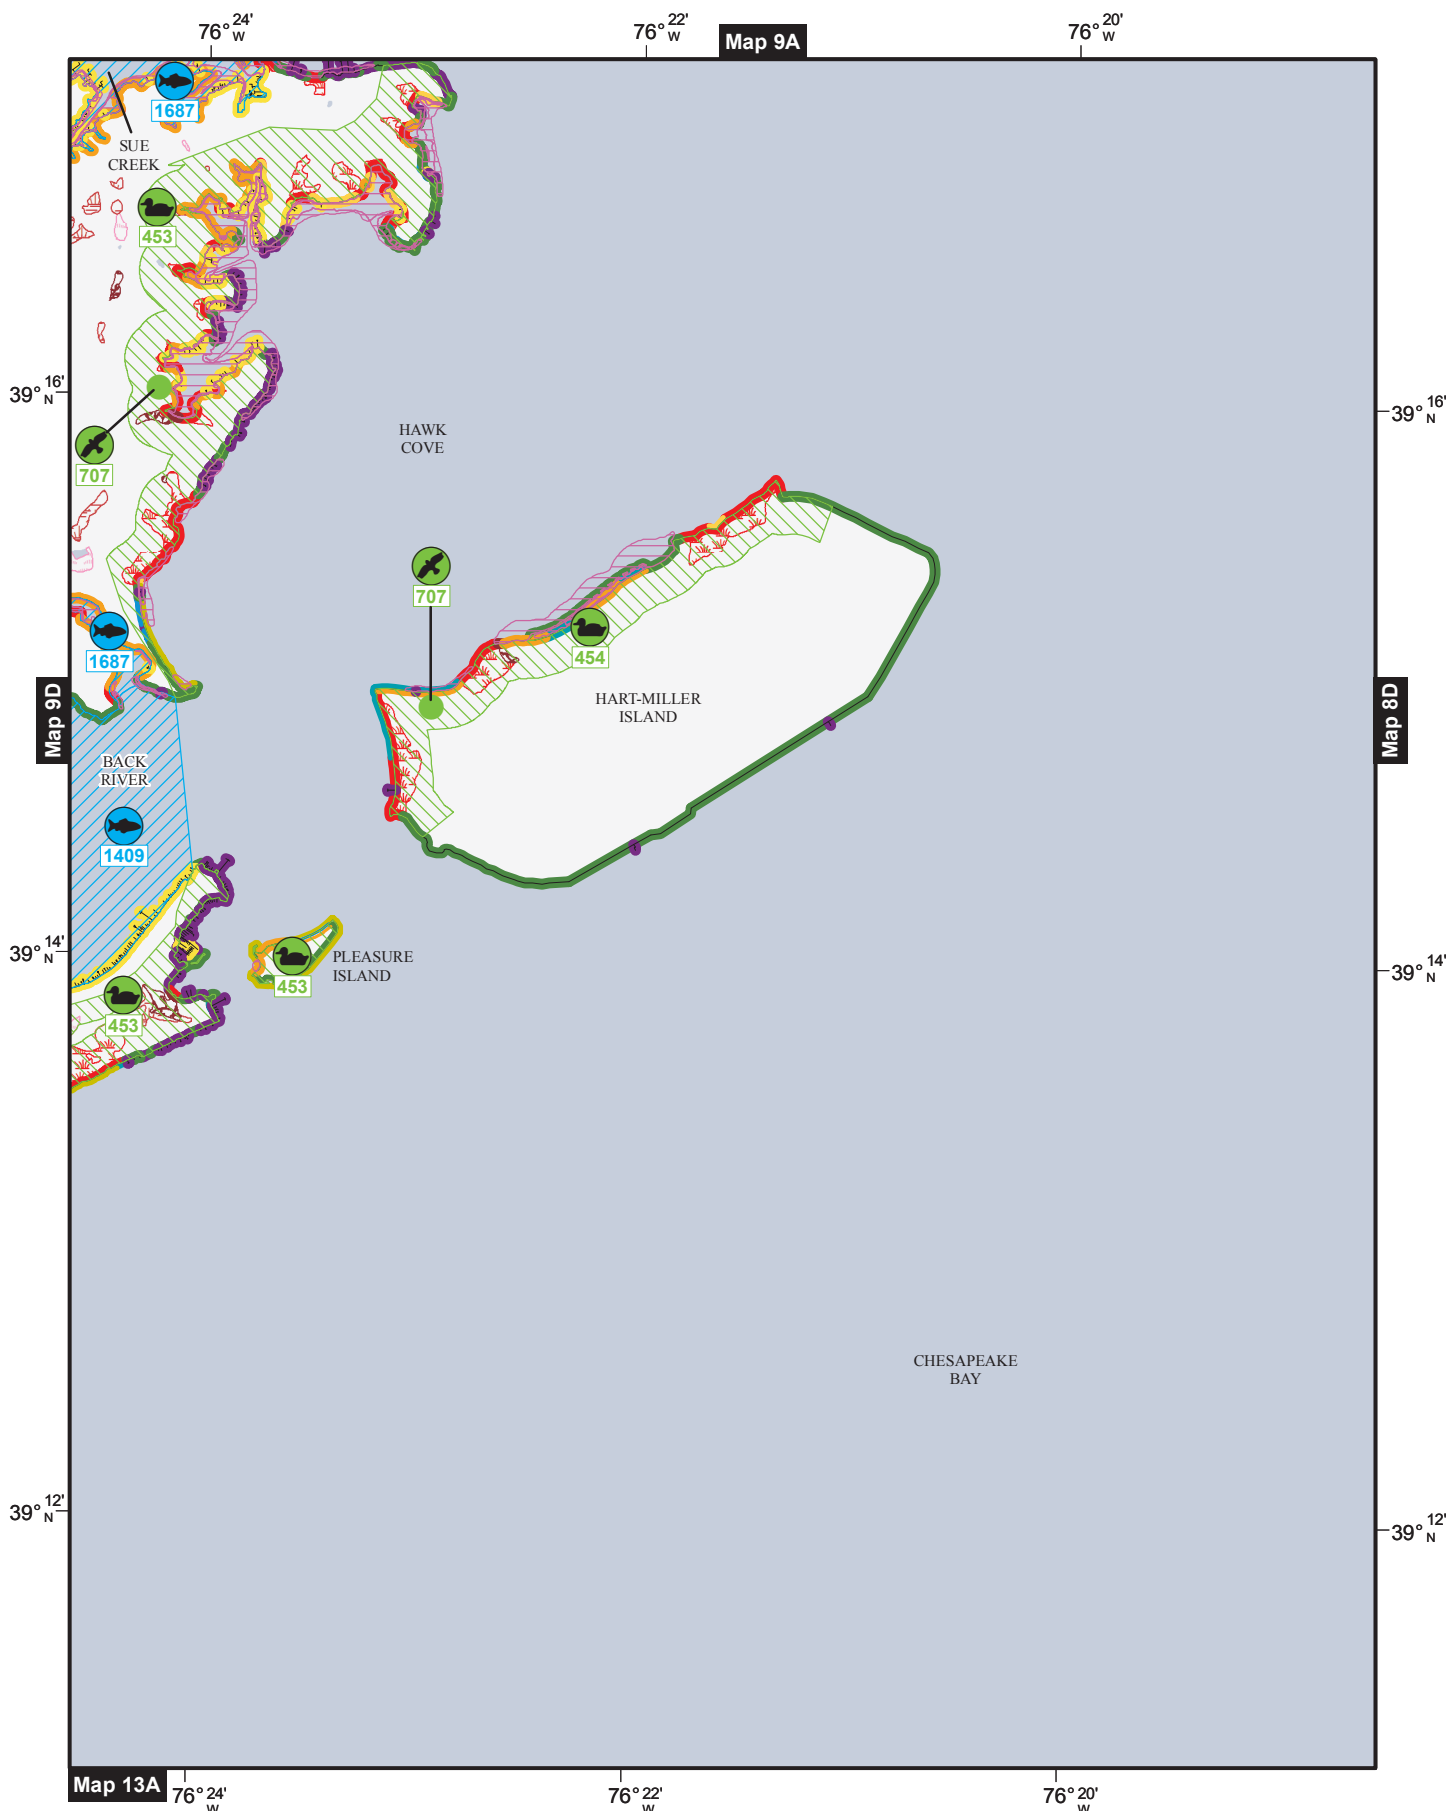 76° 24' W
76° 22' W
Map 9A
76° 20' W
1687
SUE
CREEK
453
39° 16' N
39° 16' N
HAWK
COVE
707
707
1687
454
Map 9D
HART-MILLER
ISLAND
Map 8D
BACK
RIVER
1409
39° 14' N
PLEASURE
ISLAND
39° 14' N
453
453
CHESAPEAKE
BAY
39° 12' N
39° 12' N
Map 13A
76° 24' W
76° 22' W
76° 20' W